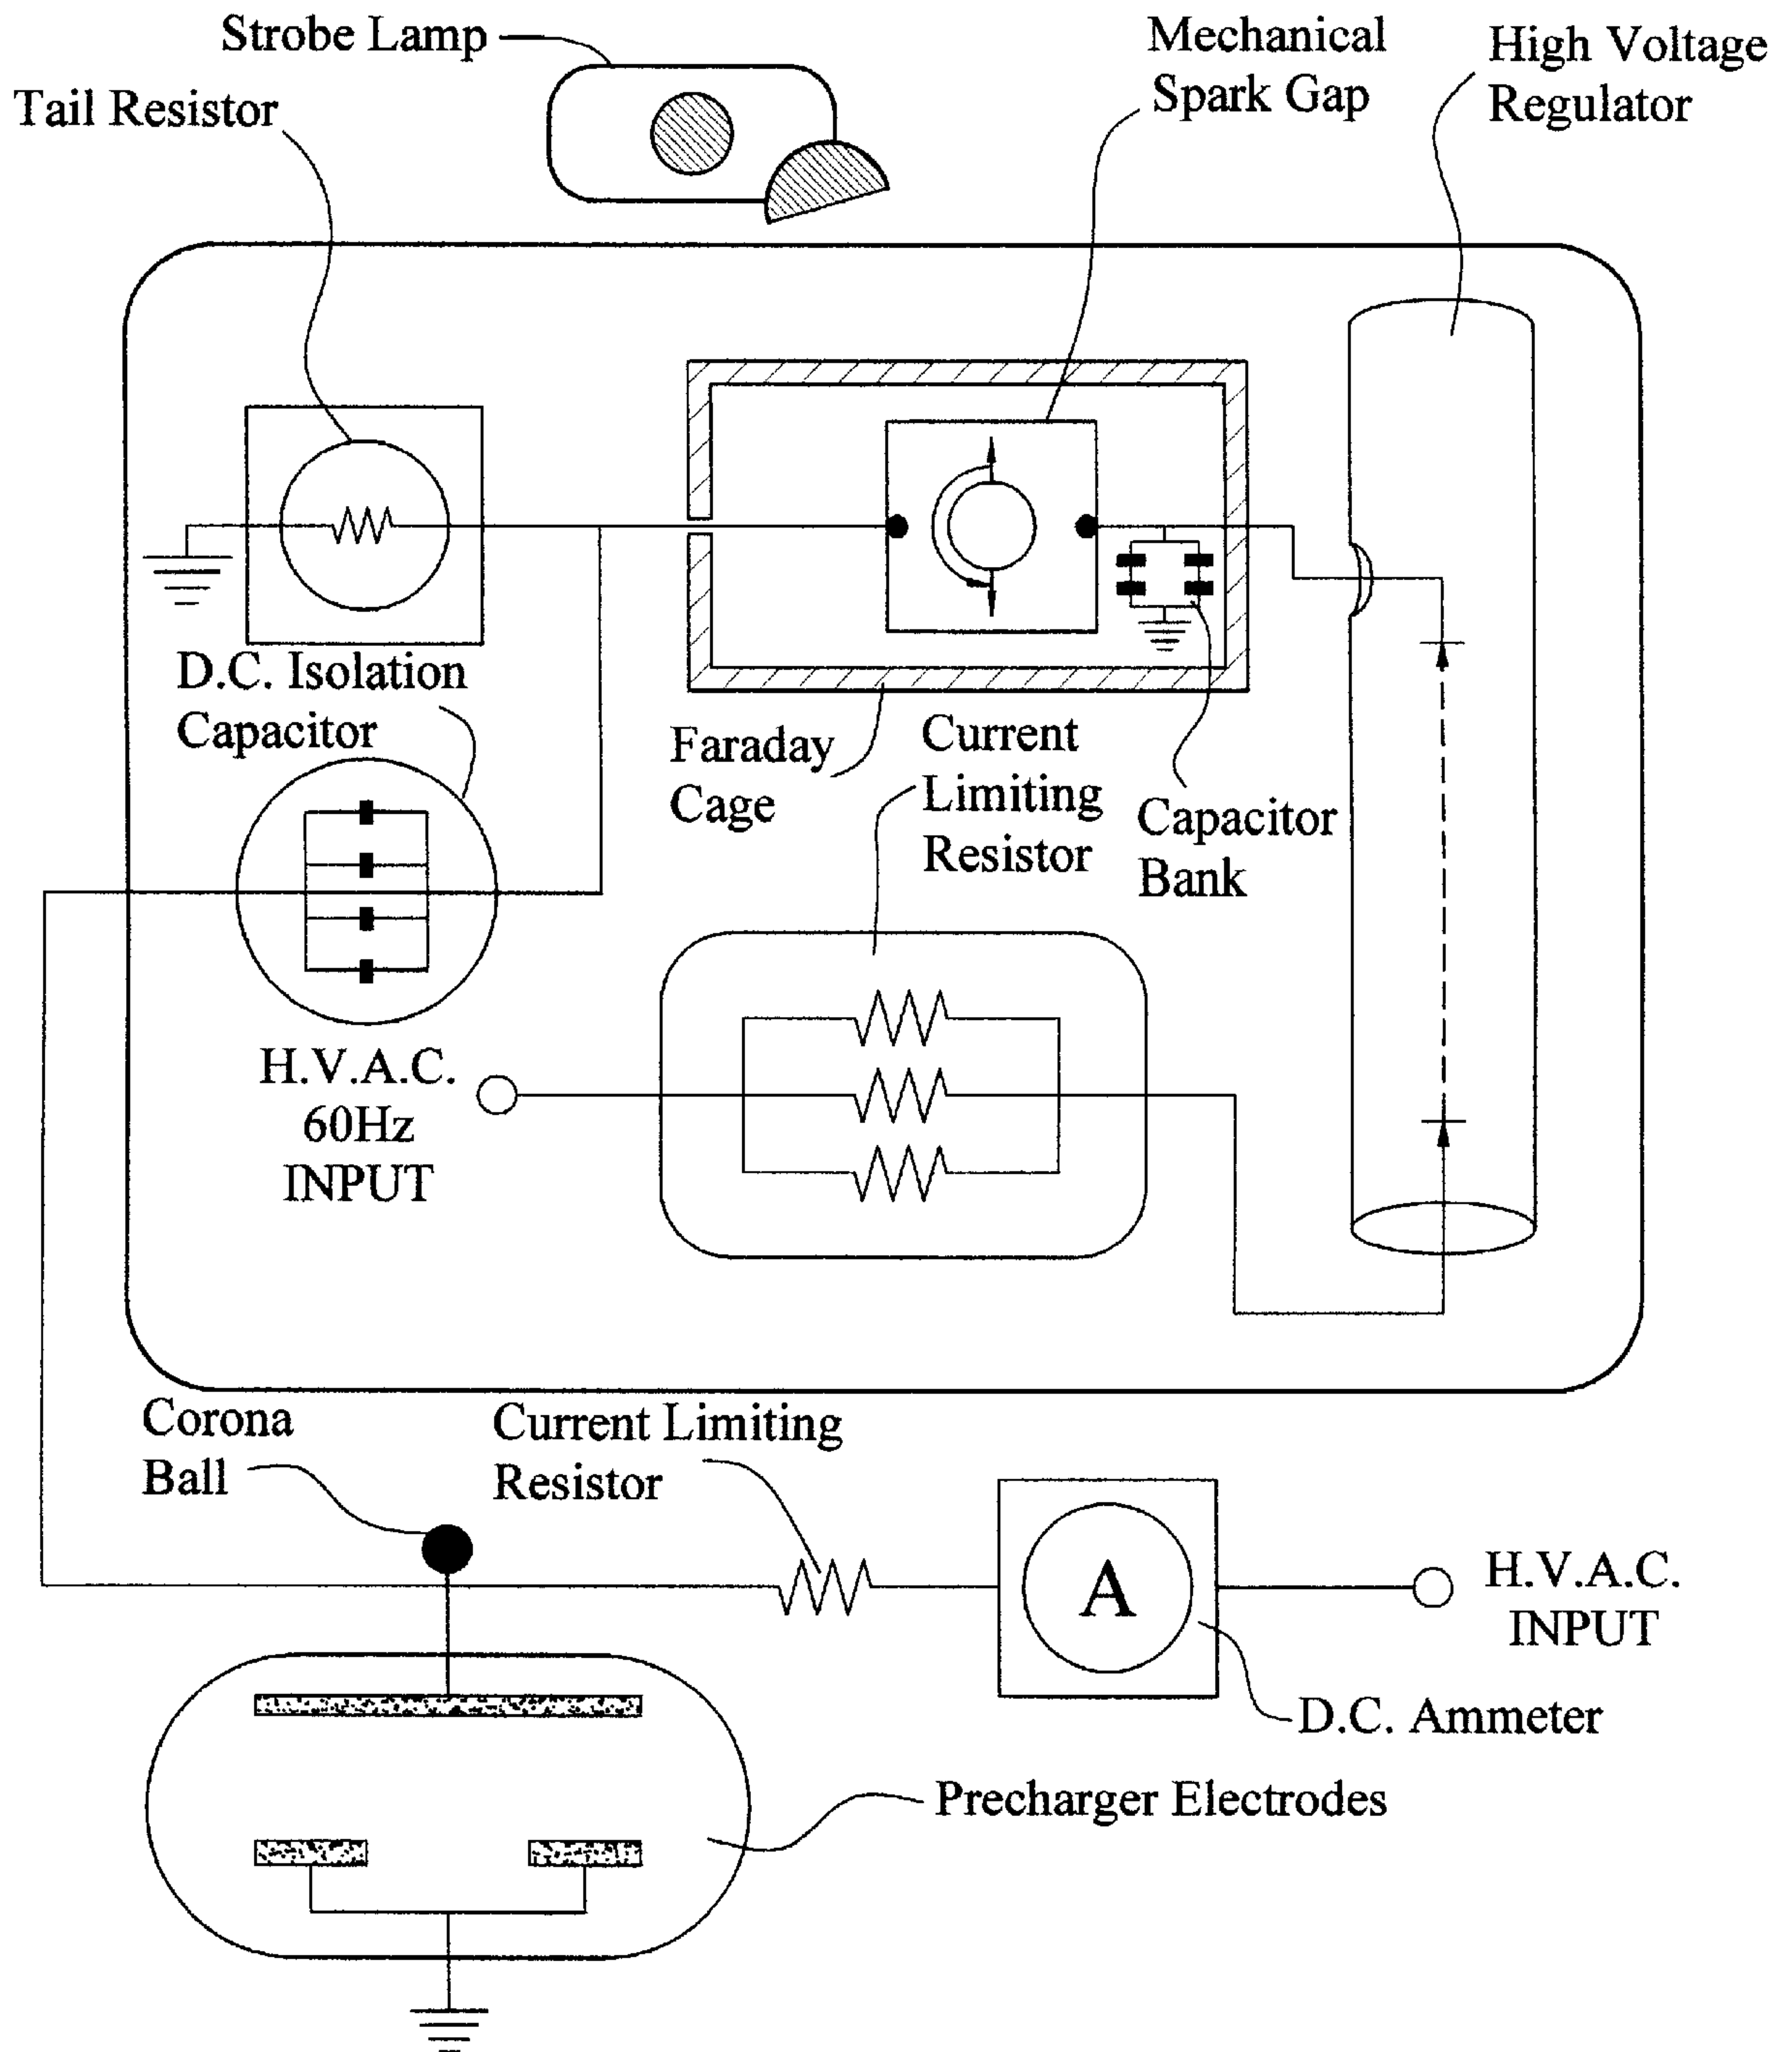 Strobe Lamp
Mechanical
Spark Gap
High Voltage
Regulator
Tail Resistor
D.C. Isolation
Capacitor
Faraday
Cage
Current
Limiting
Resistor
Capacitor
Bank
H.V.A.C.
60Hz
INPUT
Corona
Ball
Current Limiting
Resistor
A
H.V.A.C.
INPUT
D.C. Ammeter
Precharger Electrodes